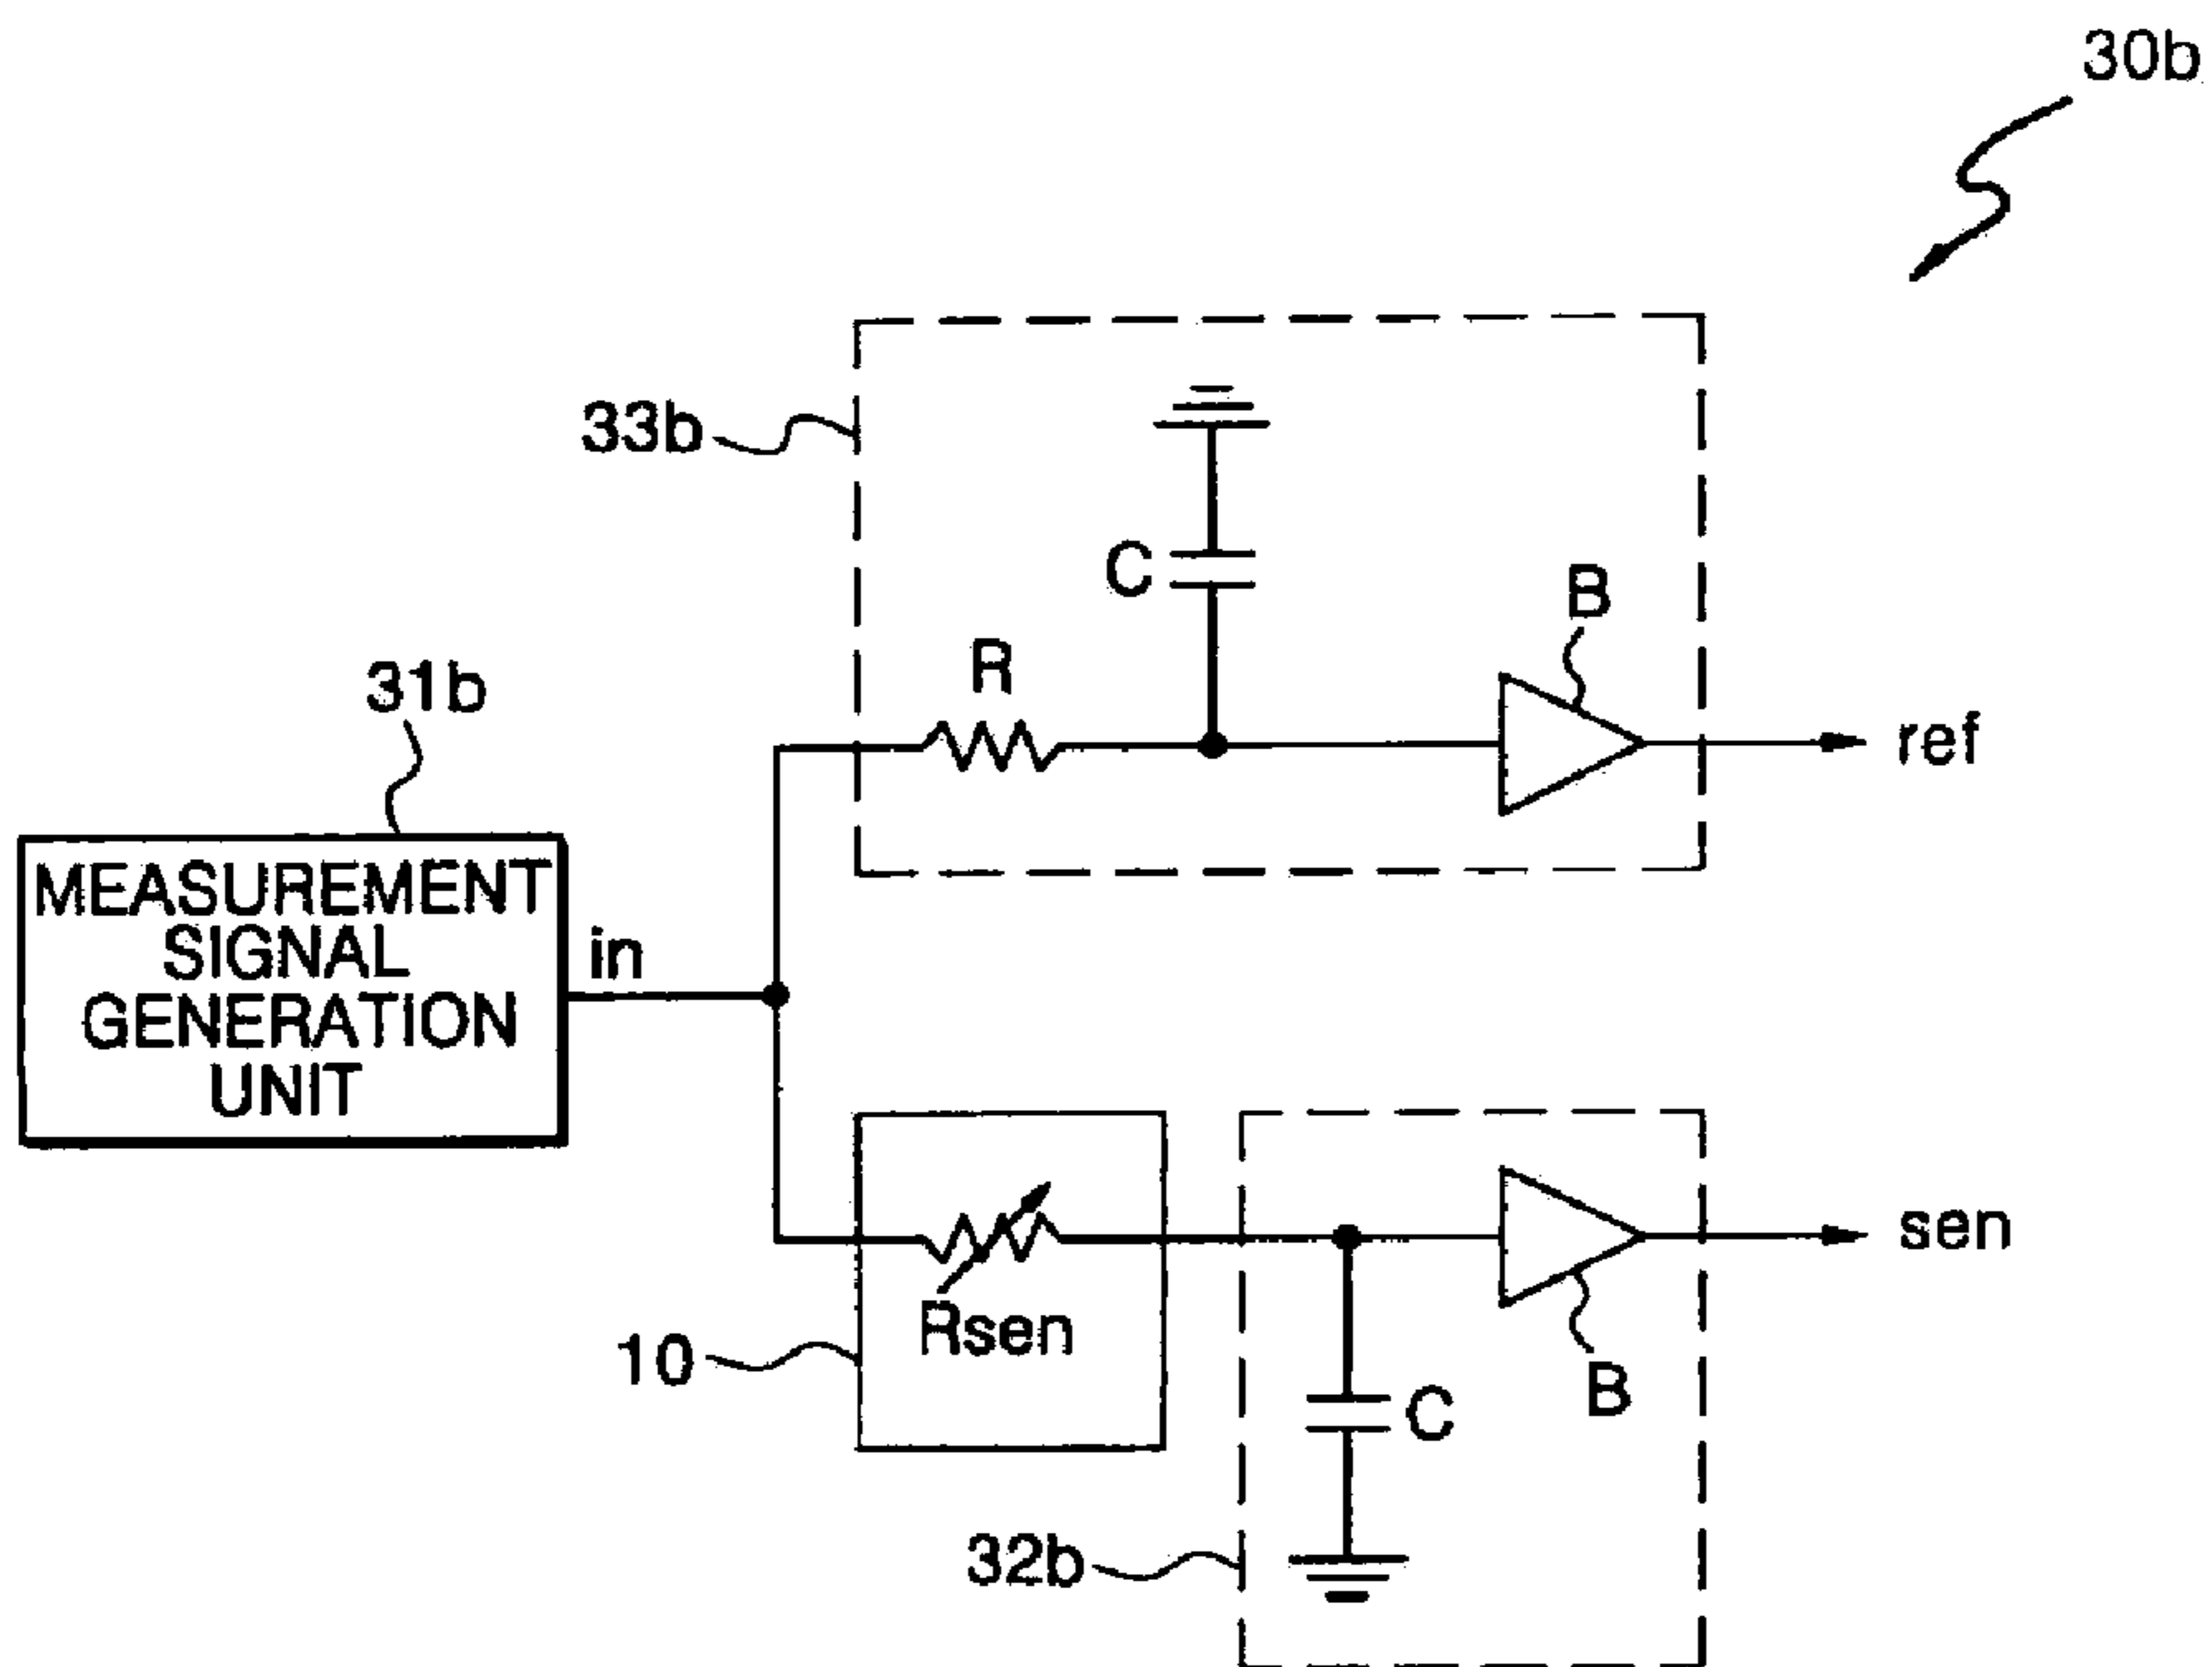 30b
33b
C
B
R
ref
31b
MEASUREMENT
SIGNAL
GENERATION
UNIT
in
10
Rsen
sen
B
C
32b